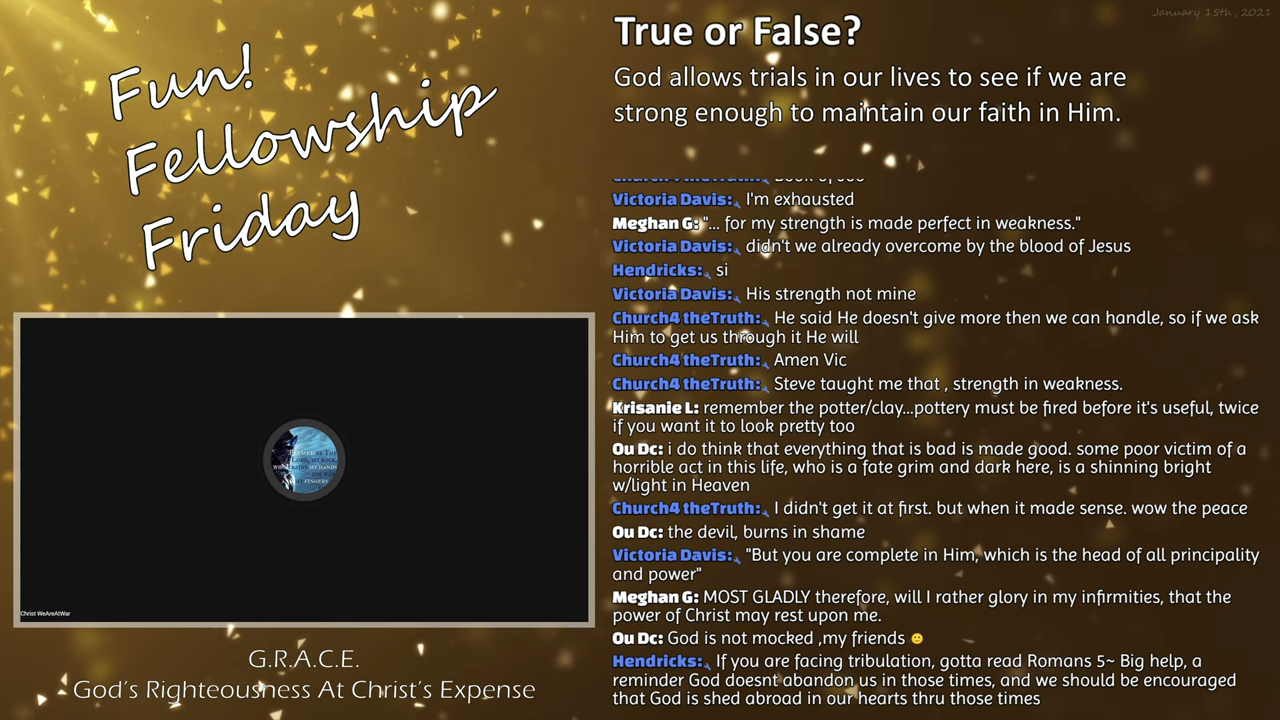 Fun!
Fellowship
Friday
January 15th, 2021
True or False?
God allows trials in our lives to see if we are
strong enough to maintain our faith in Him.
Victoria Davis: I'm exhausted
Meghan G: "... for my strength is made perfect in weakness."
Victoria Davis: didn't we already overcome by the blood of Jesus
Hendricks: si
Victoria Davis: His strength not mine
Church4 theTruth: He said He doesn't give more then we can handle, so if we ask
Him to get us through it He will
Church4 theTruth: Amen Vic
Church4 theTruth: Steve taught me that , strength in weakness.
Krisanie L: remember the potter/clay...pottery must be fired before it's useful, twice
if you want it to look pretty too
Ou Dc: i do think that everything that is bad is made good. some poor victim of a
horrible act in this life, who is a fate grim and dark here, is a shinning bright
w/light in Heaven
Church4 theTruth: I didn't get it at first. but when it made sense. wow the peace
Ou Dc: the devil, burns in shame
Victoria Davis: "But you are complete in Him, which is the head of all principality
and power"
Meghan G: MOST GLADLY therefore, will I rather glory in my infirmities, that the
power of Christ may rest upon me.
Ou Dc: God is not mocked ,my friends 🙂
Hendricks: If you are facing tribulation, gotta read Romans 5~ Big help, a
reminder God doesnt abandon us in those times, and we should be encouraged
that God is shed abroad in our hearts thru those times
BLESSED BE THE
LORD, MY ROCK,
MY HANDS
FINGERS
Christ WeAreAtWar
G.R.A.C.E.
God's Righteousness At Christ's Expense